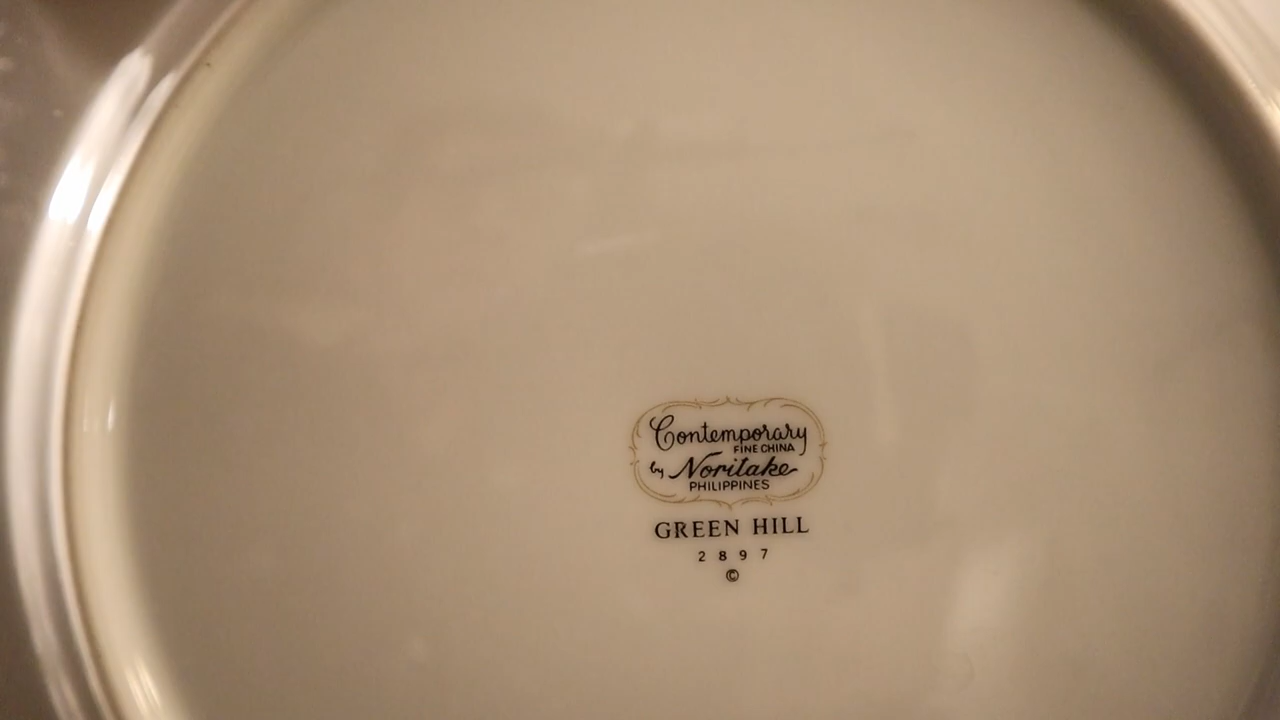 Contemporary
FINE CHINA
by Noritake
PHILIPPINES
GREEN HILL
2897
©